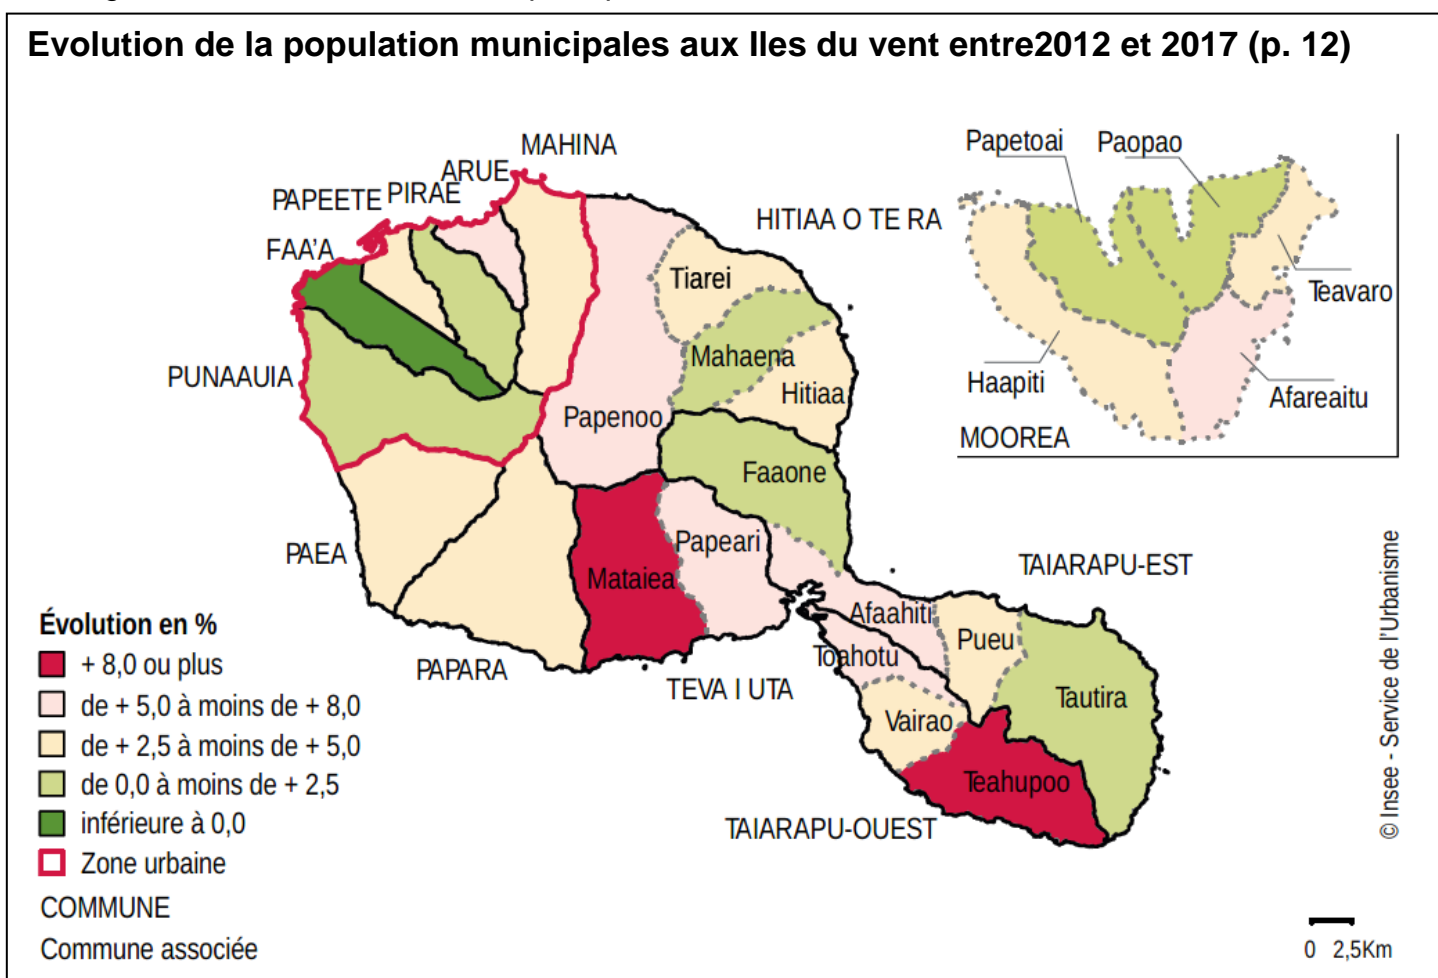 Evolution de la population municipales aux Iles du vent entre2012 et 2017 (p. 12)
MAHINA
ARUE
PAPEETE PIRAE
FAA'A
PUNAAUIA
PAEA
PAPARA
HITIAA O TE RA
Tiarei
Mahaena
Hitiaa
Papenoo
Faaone
Papeari
Mataiea
TEVA I UTA
Afaahiti
Toahotu
Pueu
Vairao
Tautira
Teahupoo
TAIARAPU-EST
TAIARAPU-OUEST
Papetoai
Paopao
Teavaro
Haapiti
Afareaitu
MOOREA
Évolution en %
+ 8,0 ou plus
de + 5,0 à moins de + 8,0
de + 2,5 à moins de + 5,0
de 0,0 à moins de + 2,5
inférieure à 0,0
Zone urbaine
COMMUNE
Commune associée
© Insee - Service de l'Urbanisme
0 2,5Km